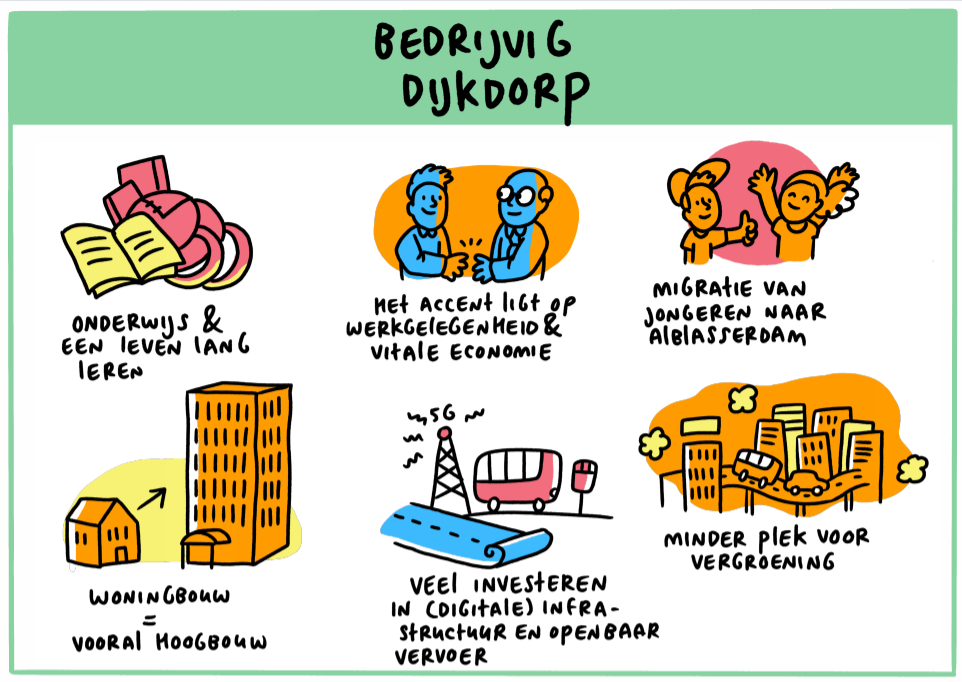 BEDRIJVIG
DIJKDORP
ONDERWIJS &
EEN LEVEN LANG
LEREN
HET ACCENT LIGT OP
WERKGELEGENHEID &
VITALE ECONOMIE
MIGRATIE VAN
JONGEREN NAAR
ALBLASSERDAM
WONINGBOUW
=
VOORAL HOOGBOUW
5G
VEEL INVESTEREN
IN (DIGITALE) INFRA-
STRUCTUUR EN OPENBAAR
VERVOER
MINDER PLEK VOOR
VERGROENING